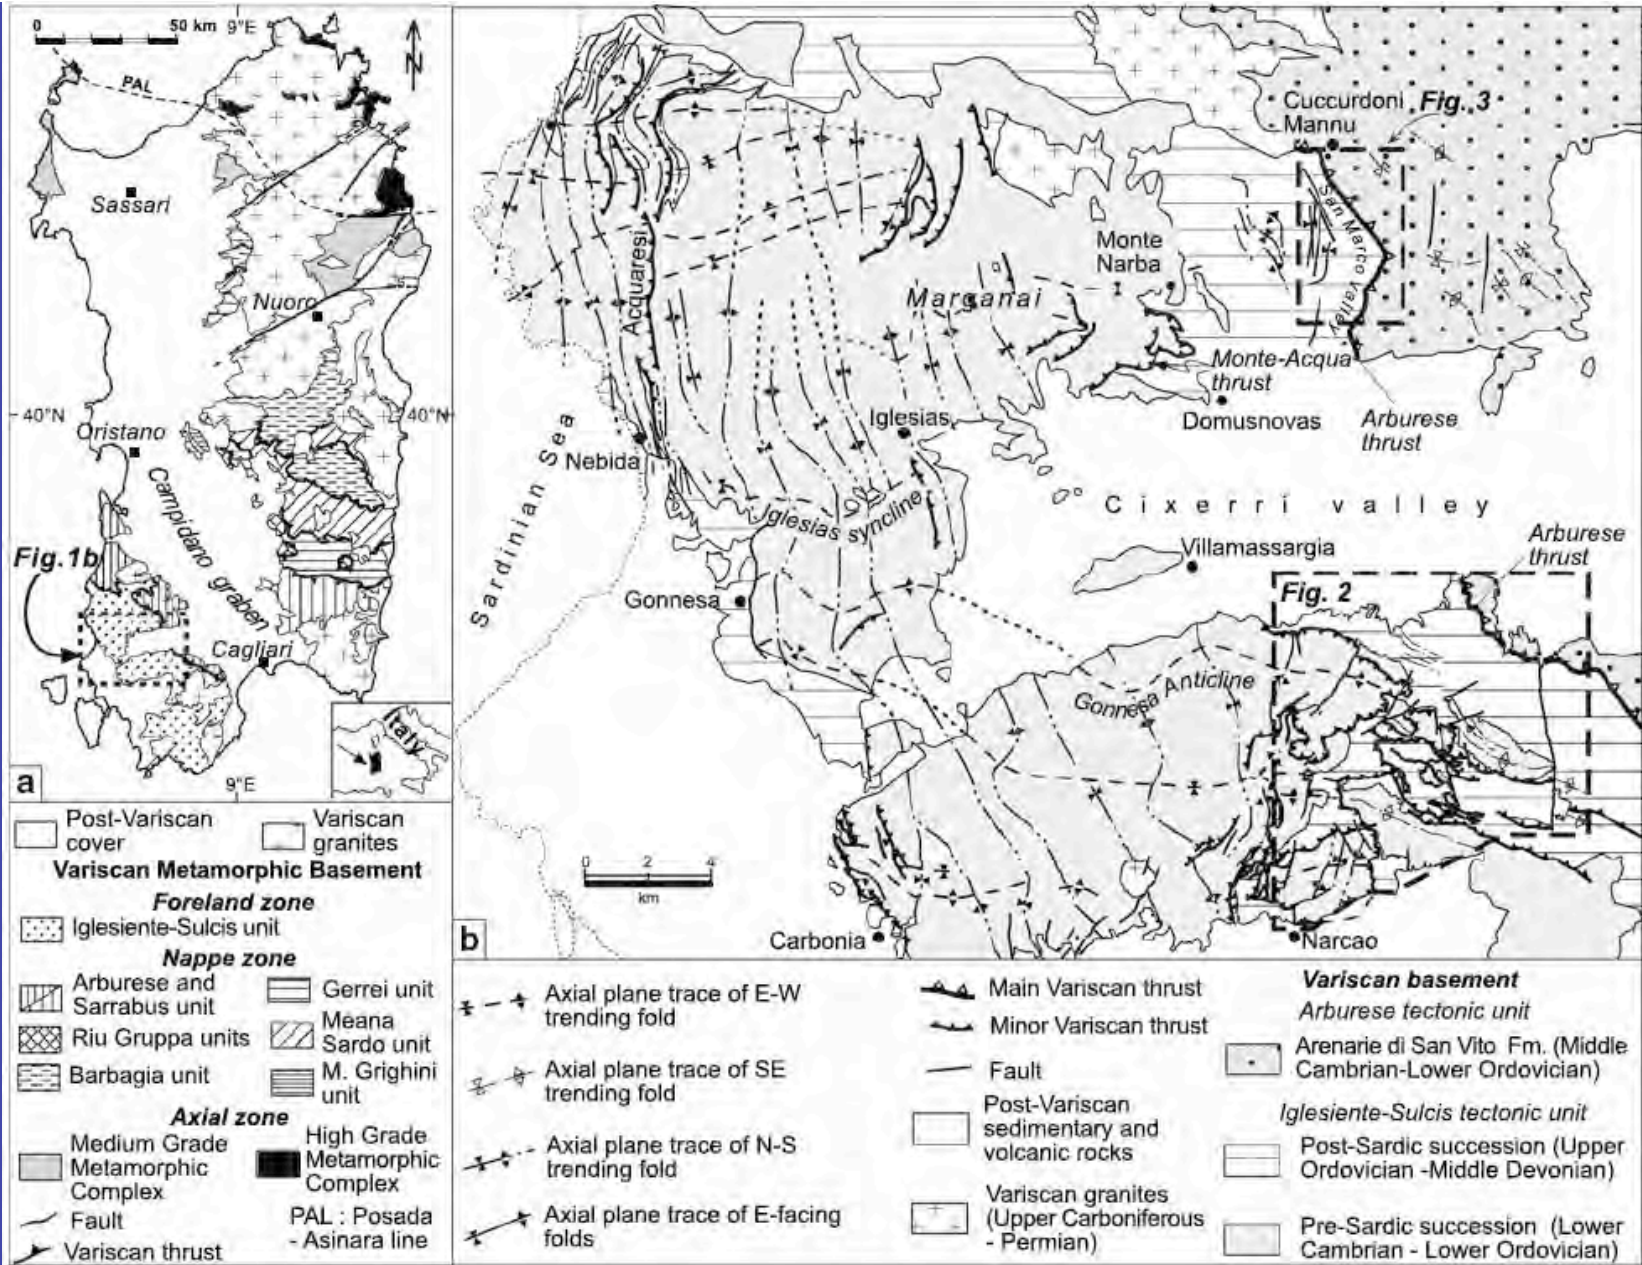 0 50 km 9°E
N
PAL
Sassari
Nuoro
40°N 40°N
Oristano
Campidano graben
Fig.1b
Cagliari
Italy
a
9°E
Post-Variscan
cover
Variscan
granites
Variscan Metamorphic Basement
Foreland zone
Iglesiente-Sulcis unit
Nappe zone
Arburese and
Sarrabus unit
Gerrei unit
Riu Gruppa units
Meana
Sardo unit
Barbagia unit
M. Grighini
unit
Axial zone
Medium Grade
Metamorphic
Complex
High Grade
Metamorphic
Complex
Fault
Variscan thrust
PAL : Posada
- Asinara line
Cuccurdoni
Mannu
Fig. 3
San Marco valley
Monte
Narba
Marganai
Acquaresi
Monte-Acqua
thrust
Domusnovas
Arburese
thrust
Iglesias
Nebida
Sardinian Sea
Iglesias syncline
Cixerri valley
Villamassargia
Arburese
thrust
Fig. 2
Gonnesa
Gonnesa Anticline
0 2 4
km
b
Carbonia
Narcao
Axial plane trace of E-W
trending fold
Axial plane trace of SE
trending fold
Axial plane trace of N-S
trending fold
Axial plane trace of E-facing
folds
Main Variscan thrust
Minor Variscan thrust
Fault
Post-Variscan
sedimentary and
volcanic rocks
Variscan granites
(Upper Carboniferous
- Permian)
Variscan basement
Arburese tectonic unit
Arenarie di San Vito Fm. (Middle
Cambrian-Lower Ordovician)
Iglesiente-Sulcis tectonic unit
Post-Sardic succession (Upper
Ordovician -Middle Devonian)
Pre-Sardic succession (Lower
Cambrian - Lower Ordovician)